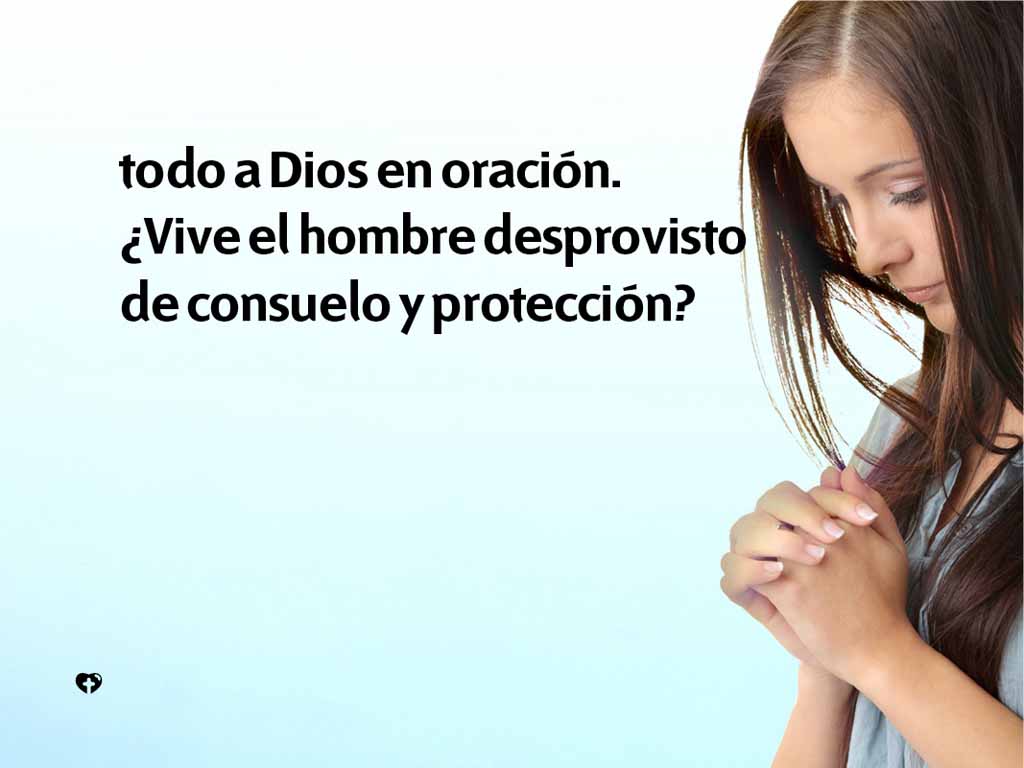 todo a Dios en oración.
¿Vive el hombre desprovisto
de consuelo y protección?